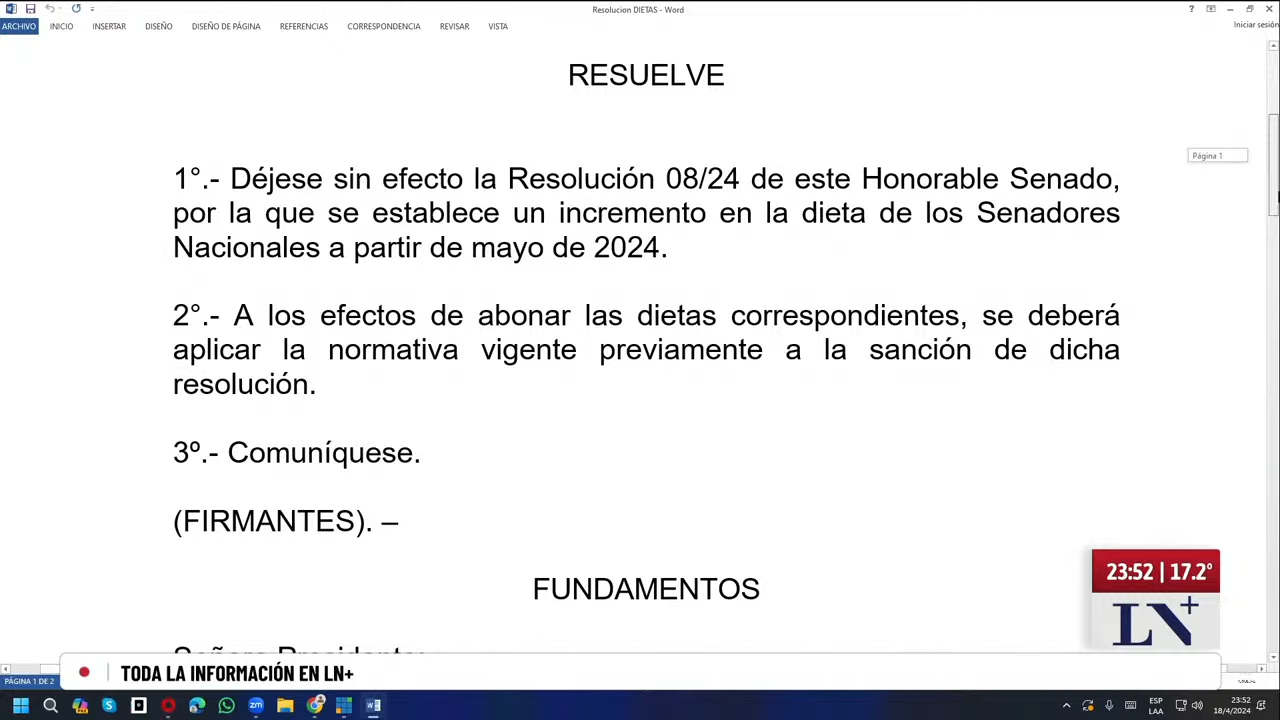 Resolucion DIETAS - Word
Iniciar sesión
ARCHIVO INICIO INSERTAR DISEÑO DISEÑO DE PÁGINA REFERENCIAS CORRESPONDENCIA REVISAR VISTA
RESUELVE
Página 1
1°.- Déjese sin efecto la Resolución 08/24 de este Honorable Senado,
por la que se establece un incremento en la dieta de los Senadores
Nacionales a partir de mayo de 2024.
2°.- A los efectos de abonar las dietas correspondientes, se deberá
aplicar la normativa vigente previamente a la sanción de dicha
resolución.
3º.- Comuníquese.
(FIRMANTES). –
FUNDAMENTOS
23:52 | 17.2°
LN+
TODA LA INFORMACIÓN EN LN+
PÁGINA 1 DE 2
ESP
LAA
23:52
18/4/2024